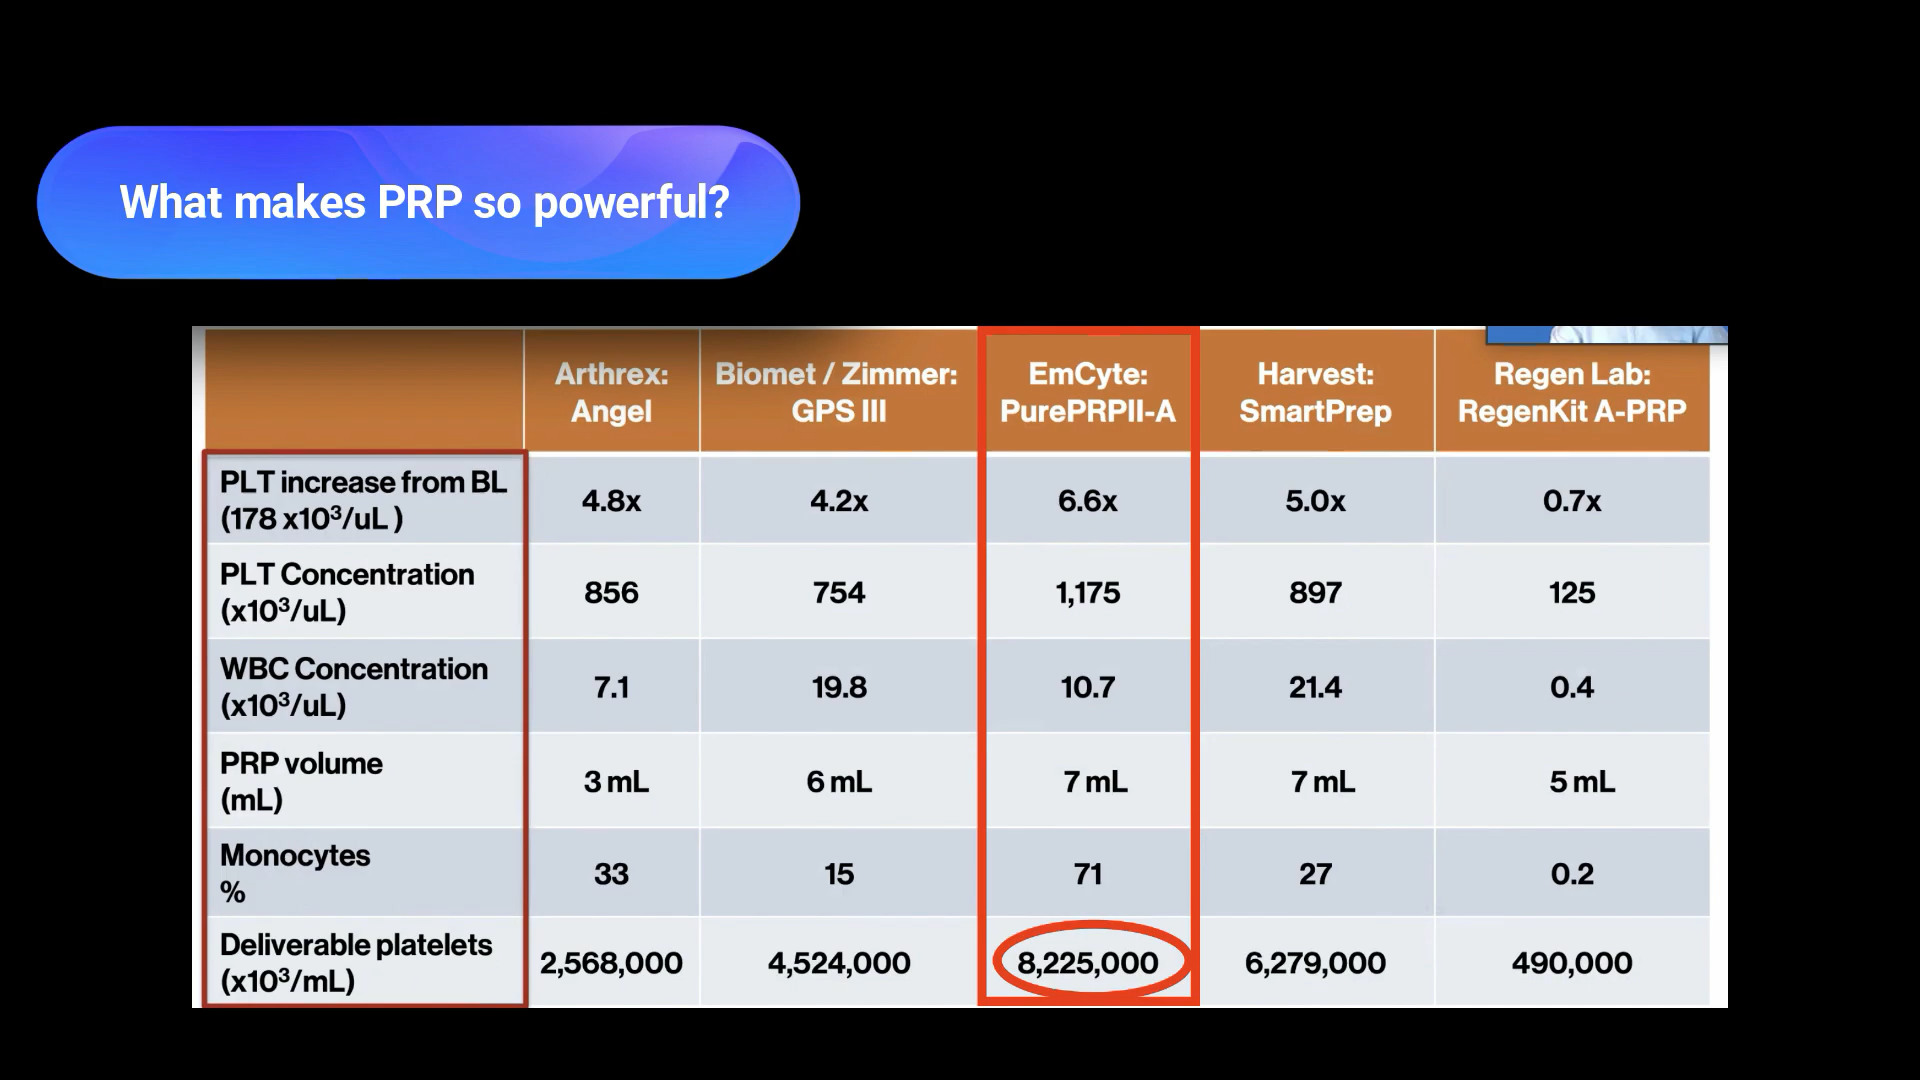 What makes PRP so powerful?
Arthrex: Angel
Biomet / Zimmer: GPS III
EmCyte: PurePRPII-A
Harvest: SmartPrep
Regen Lab: RegenKit A-PRP
PLT increase from BL (178 x10³/uL )
4.8x
4.2x
6.6x
5.0x
0.7x
PLT Concentration (x10³/uL)
856
754
1,175
897
125
WBC Concentration (x10³/uL)
7.1
19.8
10.7
21.4
0.4
PRP volume (mL)
3 mL
6 mL
7 mL
7 mL
5 mL
Monocytes %
33
15
71
27
0.2
Deliverable platelets (x10³/mL)
2,568,000
4,524,000
8,225,000
6,279,000
490,000